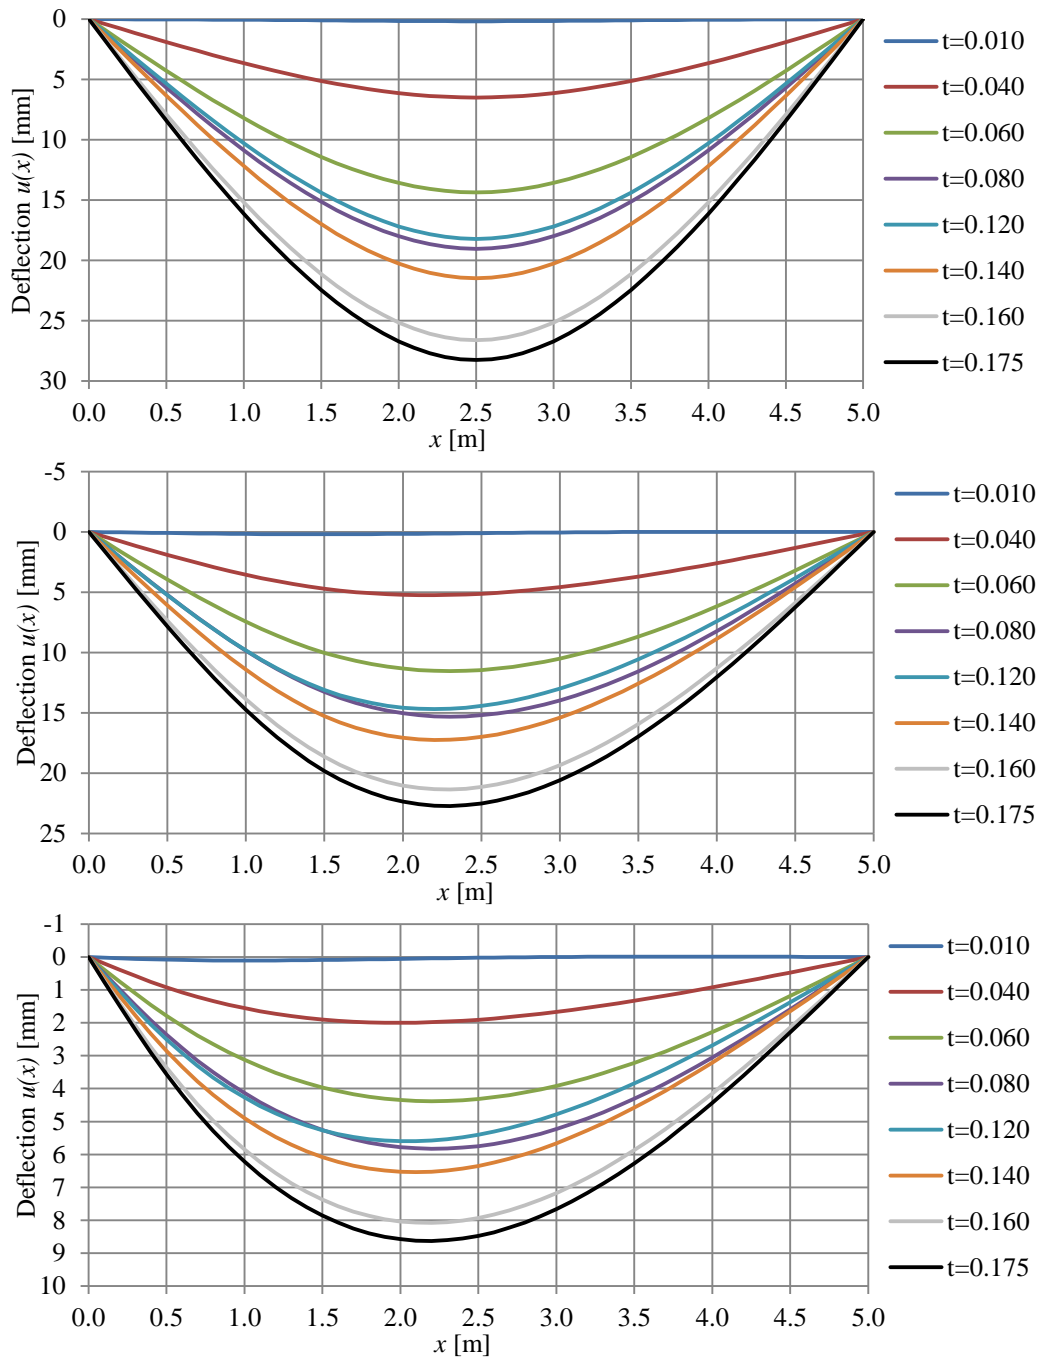 Deflection u(x) [mm]
0
5
10
15
20
25
30
0.0 0.5 1.0 1.5 2.0 2.5 3.0 3.5 4.0 4.5 5.0
x [m]
t=0.010
t=0.040
t=0.060
t=0.080
t=0.120
t=0.140
t=0.160
t=0.175
Deflection u(x) [mm]
-5
0
5
10
15
20
25
0.0 0.5 1.0 1.5 2.0 2.5 3.0 3.5 4.0 4.5 5.0
x [m]
t=0.010
t=0.040
t=0.060
t=0.080
t=0.120
t=0.140
t=0.160
t=0.175
Deflection u(x) [mm]
-1
0
1
2
3
4
5
6
7
8
9
10
0.0 0.5 1.0 1.5 2.0 2.5 3.0 3.5 4.0 4.5 5.0
x [m]
t=0.010
t=0.040
t=0.060
t=0.080
t=0.120
t=0.140
t=0.160
t=0.175